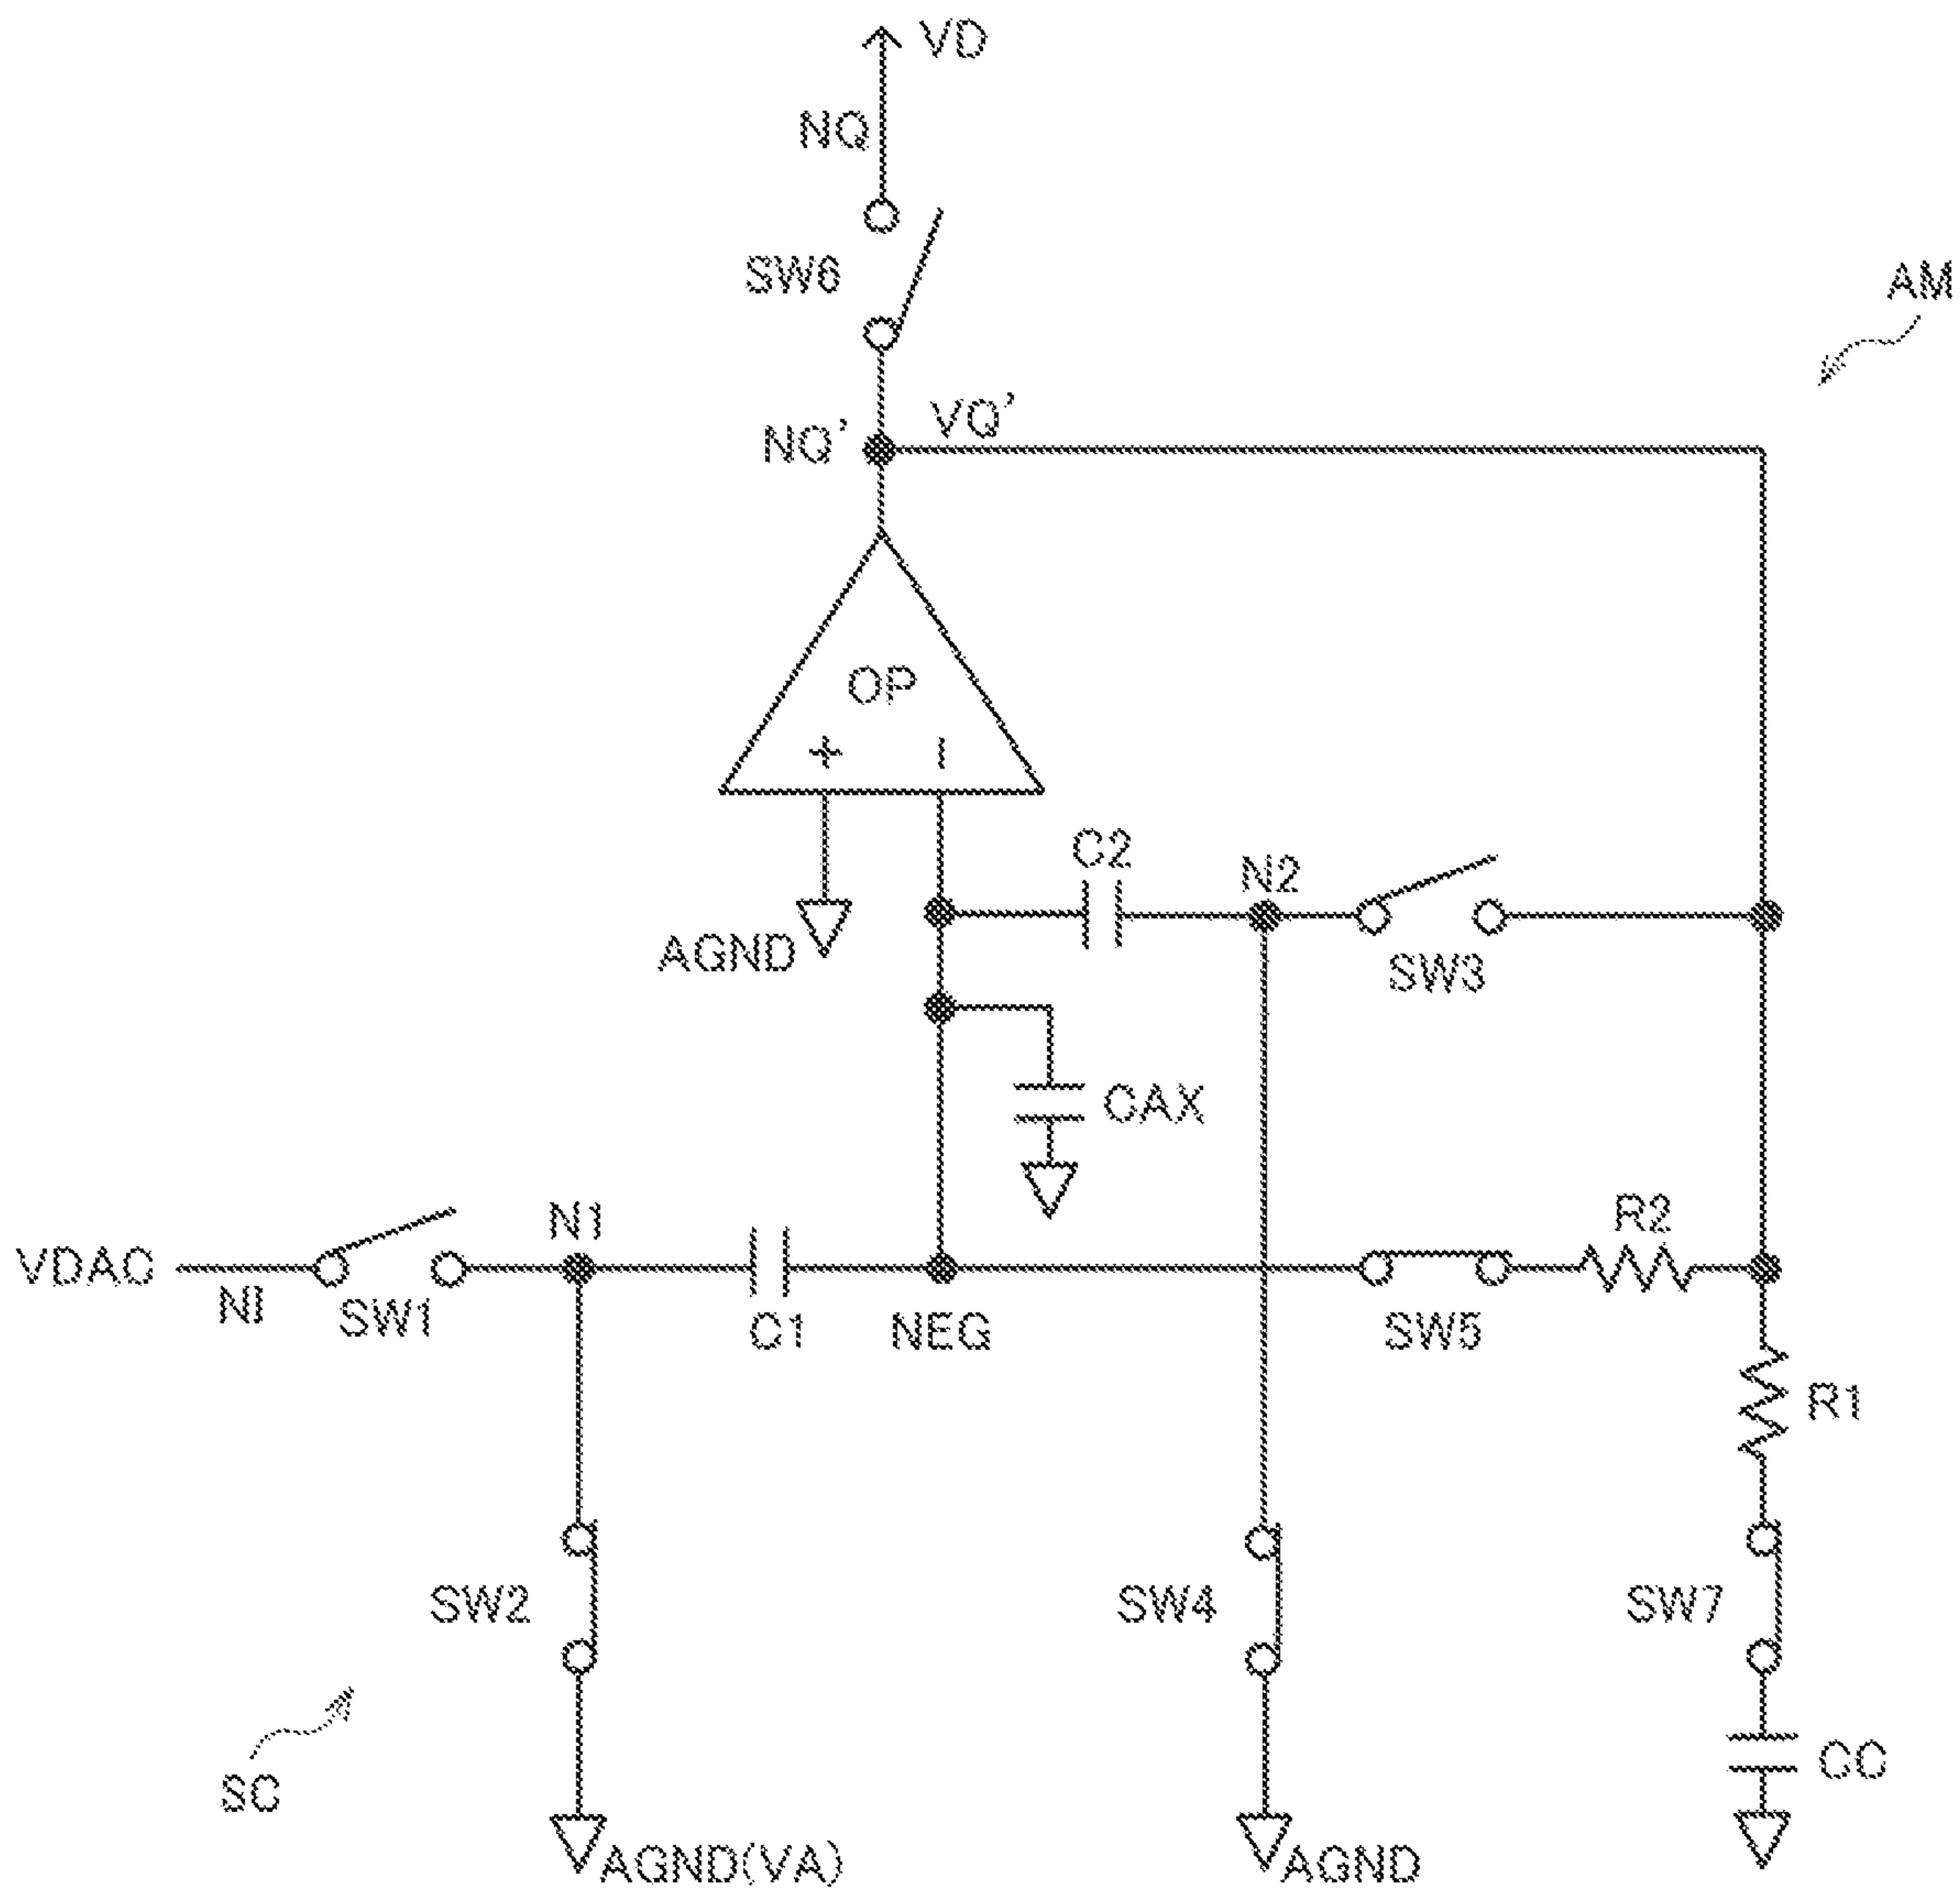 VD
NQ
SW6
AM
NQ'
VQ'
OP
+ −
C2
N2
AGND
SW3
CAX
N1
R2
VDAC
NI
SW1
C1
NEG
SW5
R1
SW2
SW4
SW7
CC
SC
AGND(VA)
AGND